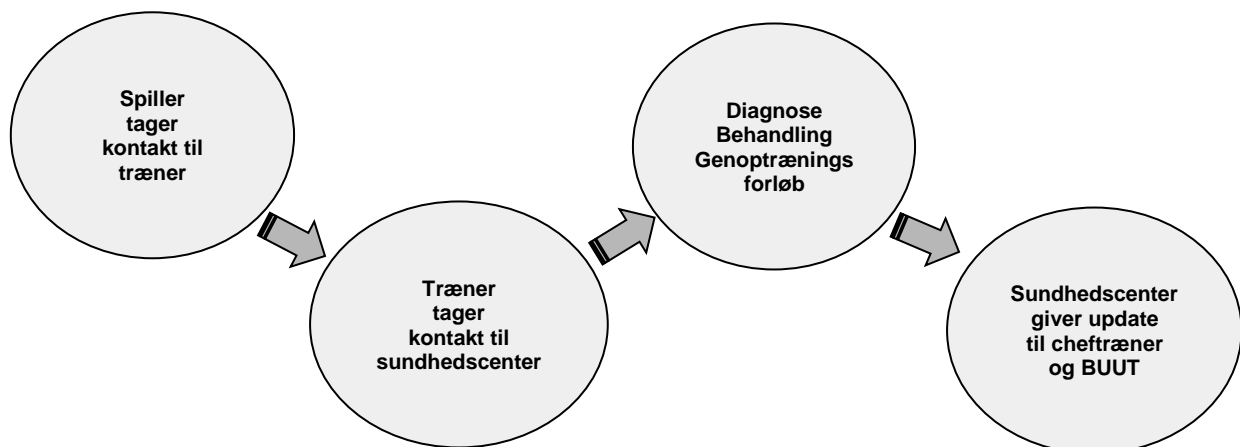 Spiller
tager
kontakt til
træner
Træner
tager
kontakt til
sundhedscenter
Diagnose
Behandling
Genoptrænings
forløb
Sundhedscenter
giver update
til cheftræner
og BUUT